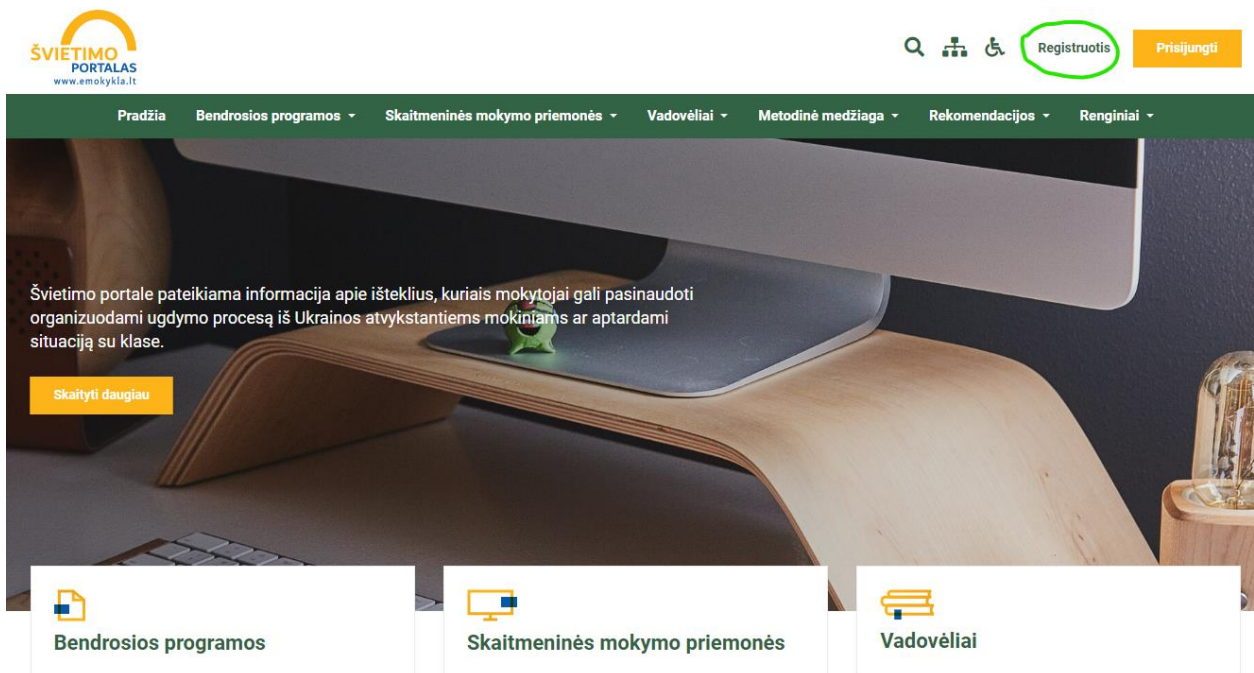 ŠVIETIMO
PORTALAS
www.emokykla.lt
Registruotis
Prisijungti
Pradžia Bendrosios programos Skaitmeninės mokymo priemonės Vadovėliai Metodinė medžiaga Rekomendacijos Renginiai
Švietimo portale pateikiama informacija apie išteklius, kuriais mokytojai gali pasinaudoti
organizuodami ugdymo procesą iš Ukrainos atvykstantiems mokiniams ar aptardami
situaciją su klase.
Skaityti daugiau
Bendrosios programos
Skaitmeninės mokymo priemonės
Vadovėliai